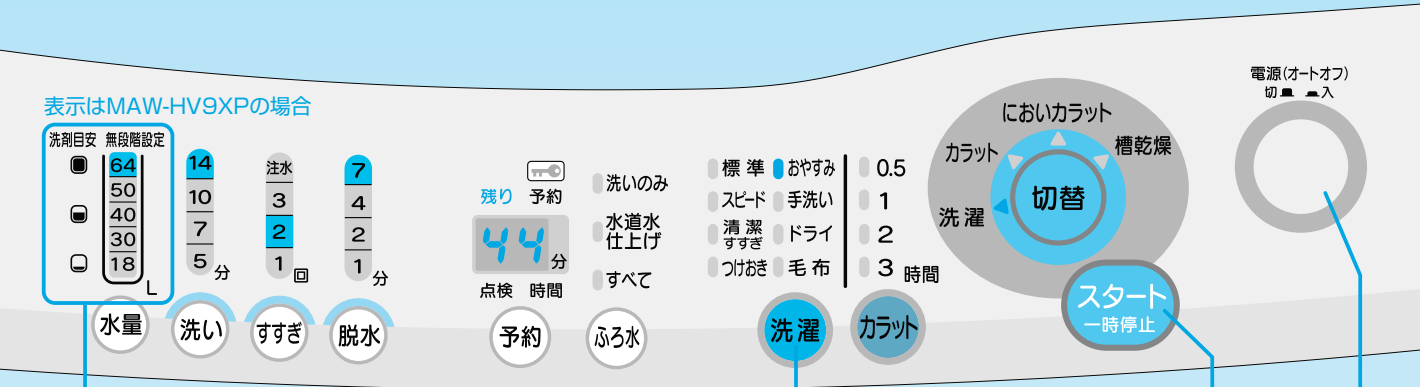 表示はMAW-HV9XPの場合
洗剤目安 無段階設定
64
50
40
30
18
L
水量
14
10
7
5 分
洗い
注水
3
2
1 回
すすぎ
7
4
2
1 分
脱水
残り 予約
44 分
点検 時間
予約
洗いのみ
水道水
仕上げ
すべて
ふろ水
標準 おやすみ
スピード 手洗い
清潔
すすぎ
ドライ
つけおき 毛布
洗濯
0.5
1
2
3 時間
カラット
においカラット
カラット 槽乾燥
洗濯
切替
スタート
一時停止
電源(オートオフ)
切 入